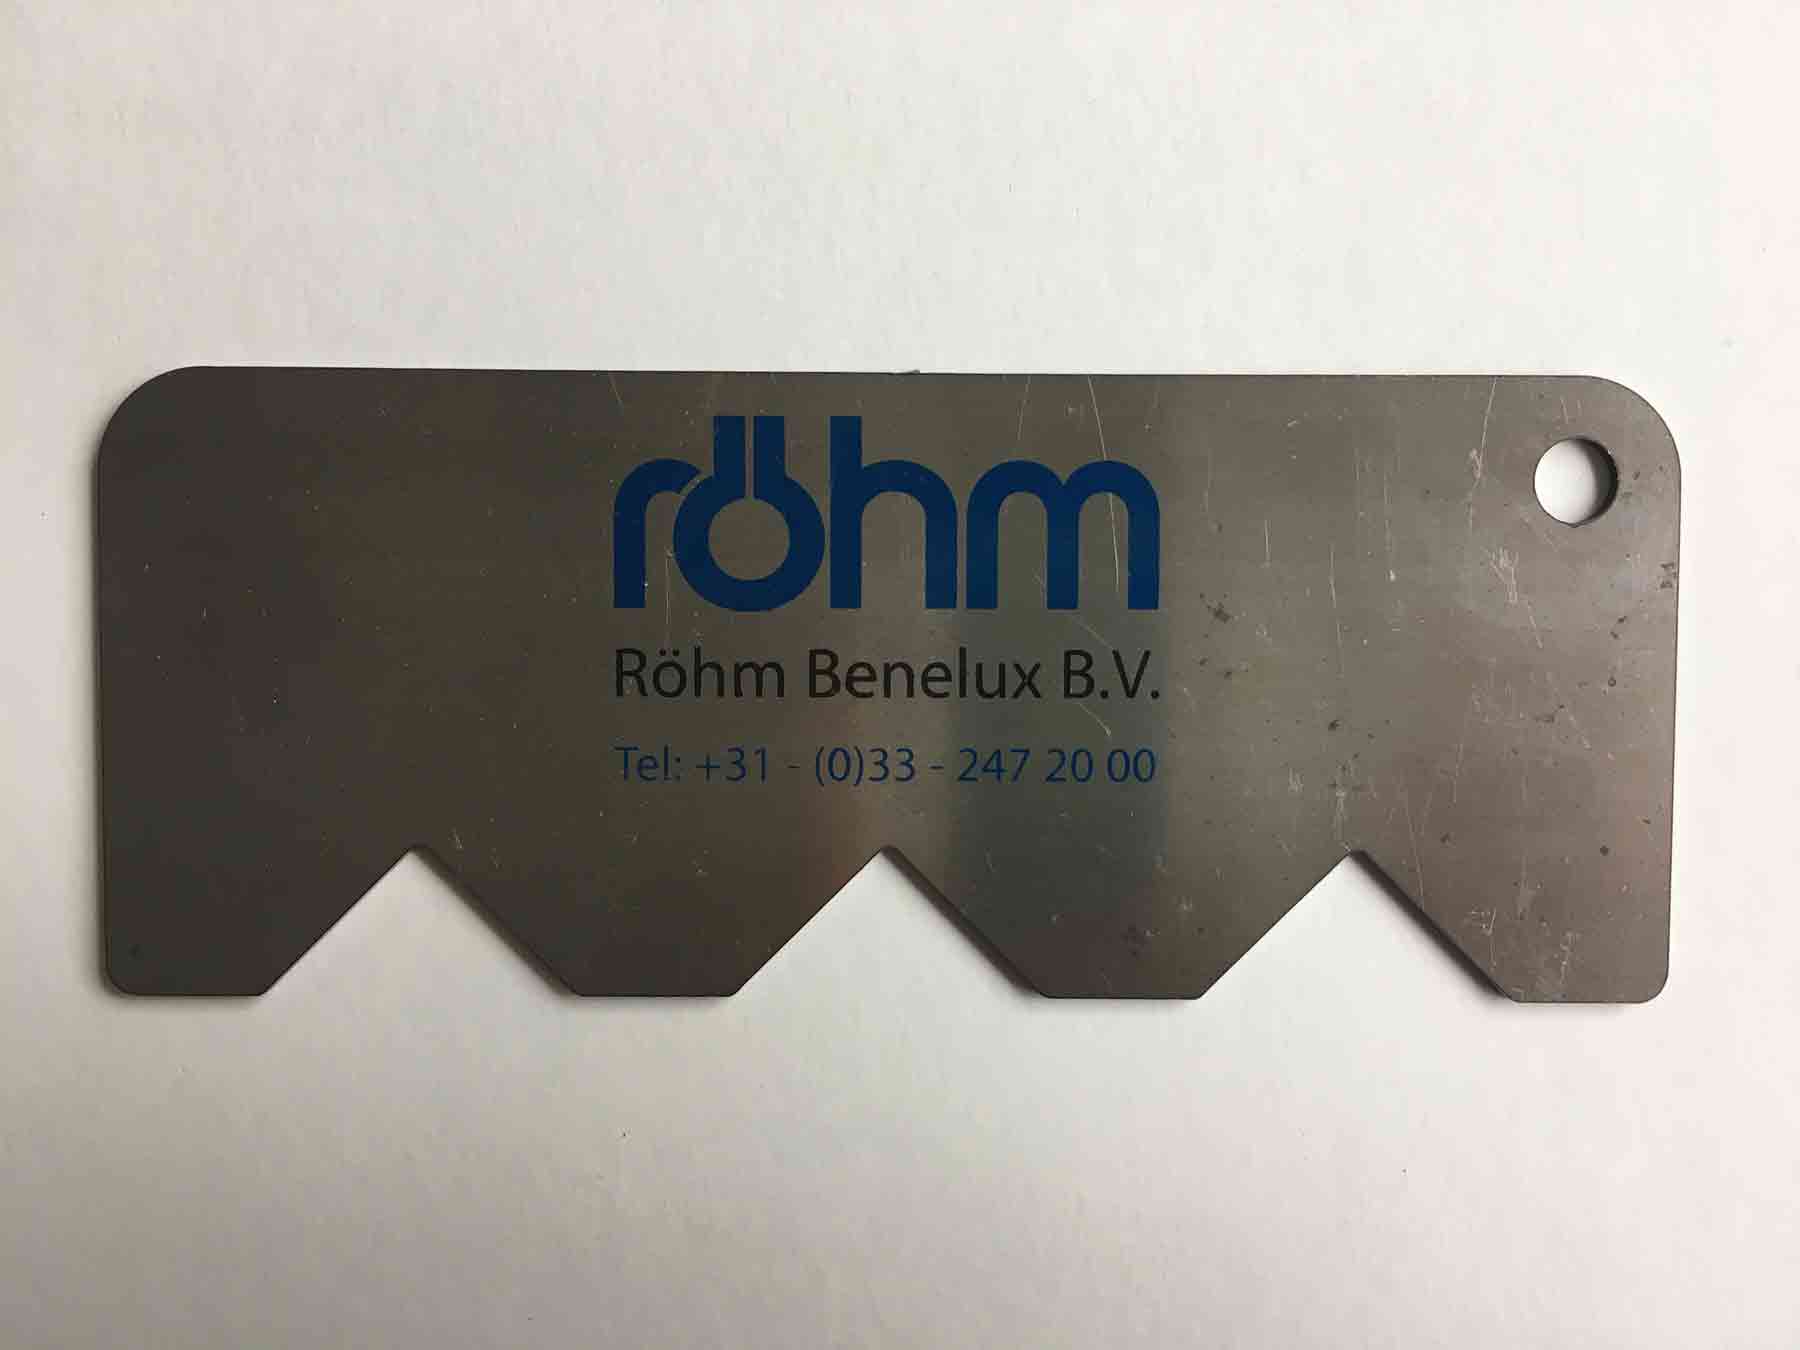 röhm
Röhm Benelux B.V.
Tel: +31 - (0)33 - 247 20 00